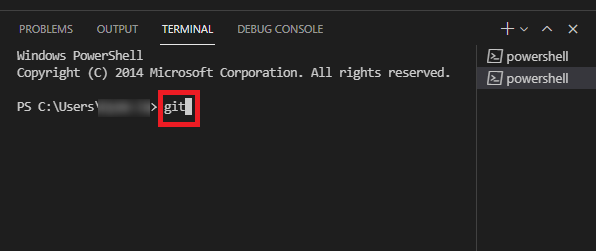 PROBLEMS OUTPUT TERMINAL DEBUG CONSOLE
Windows PowerShell
Copyright (C) 2014 Microsoft Corporation. All rights reserved.
PS C:\Users\ > git
powershell
powershell